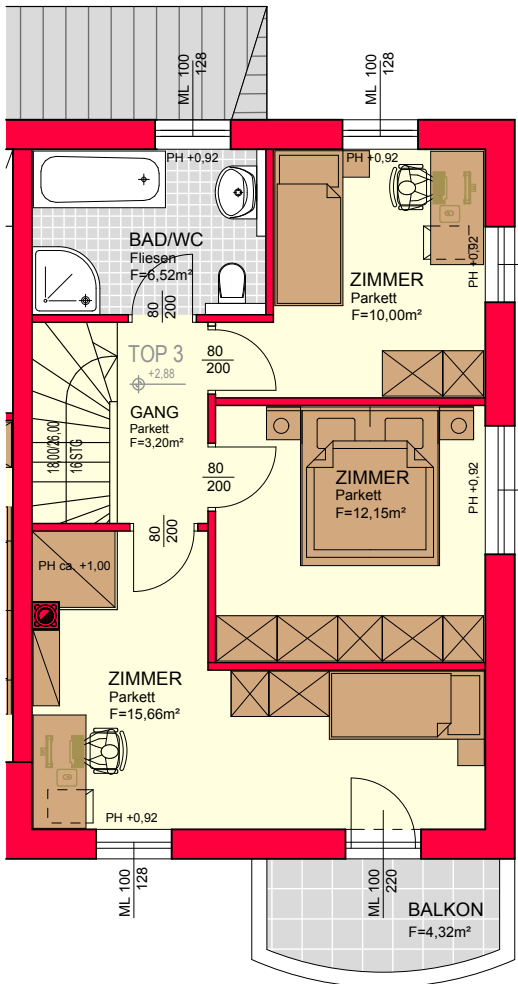 ML 100
128
ML 100
128
PH +0,92
PH +0,92
BAD/WC
Fliesen
F=6,52m²
PH +0,92
ZIMMER
Parkett
F=10,00m²
80
200
TOP 3
+2,88
80
200
GANG
Parkett
F=3,20m²
18,00/26,00
16 STG
80
200
ZIMMER
Parkett
F=12,15m²
PH +0,92
80
200
PH ca. +1,00
ZIMMER
Parkett
F=15,66m²
PH +0,92
ML 100
128
ML 100
220
BALKON
F=4,32m²